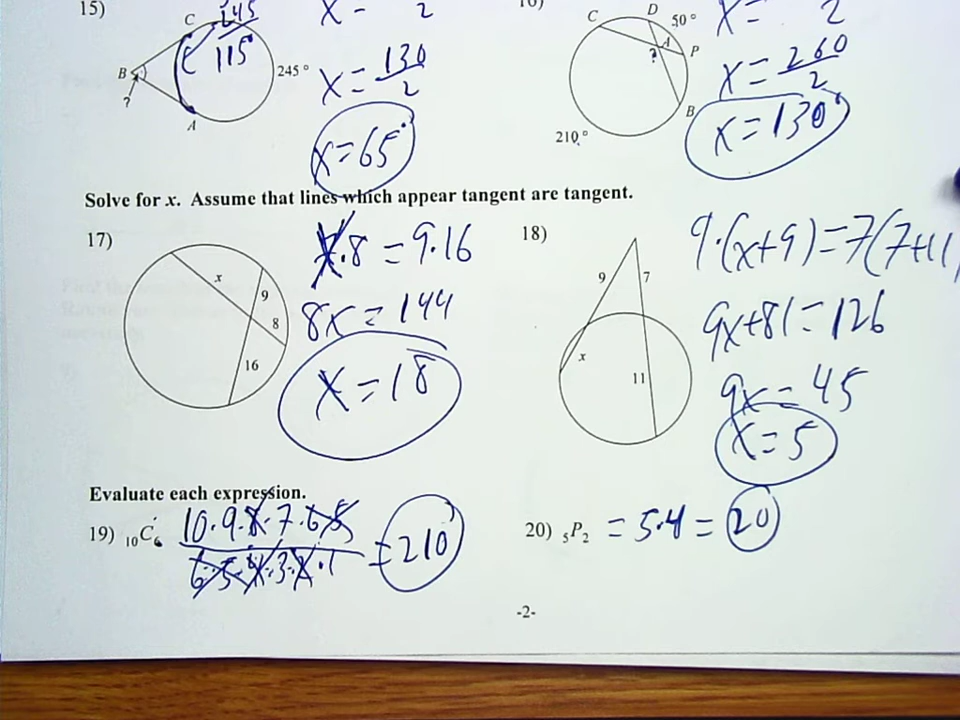 15)
C
245
115°
B
?
A
245 °
x = 2
x = 130
2
x = 65°
16)
C
D
50 °
A
?
P
B
210 °
x = 2
x = 260
2
x = 130°
Solve for x. Assume that lines which appear tangent are tangent.
17)
x
9
8
16
x·8 = 9·16
8x = 144
x = 18
18)
9
7
x
11
9·(x+9) = 7(7+11)
9x+81 = 126
9x = 45
x = 5
Evaluate each expression.
19) ₁₀C₆ 10·9·8·7·6·5
6·5·4·3·2·1
= 210
20) ₅P₂ = 5·4 = 20
-2-